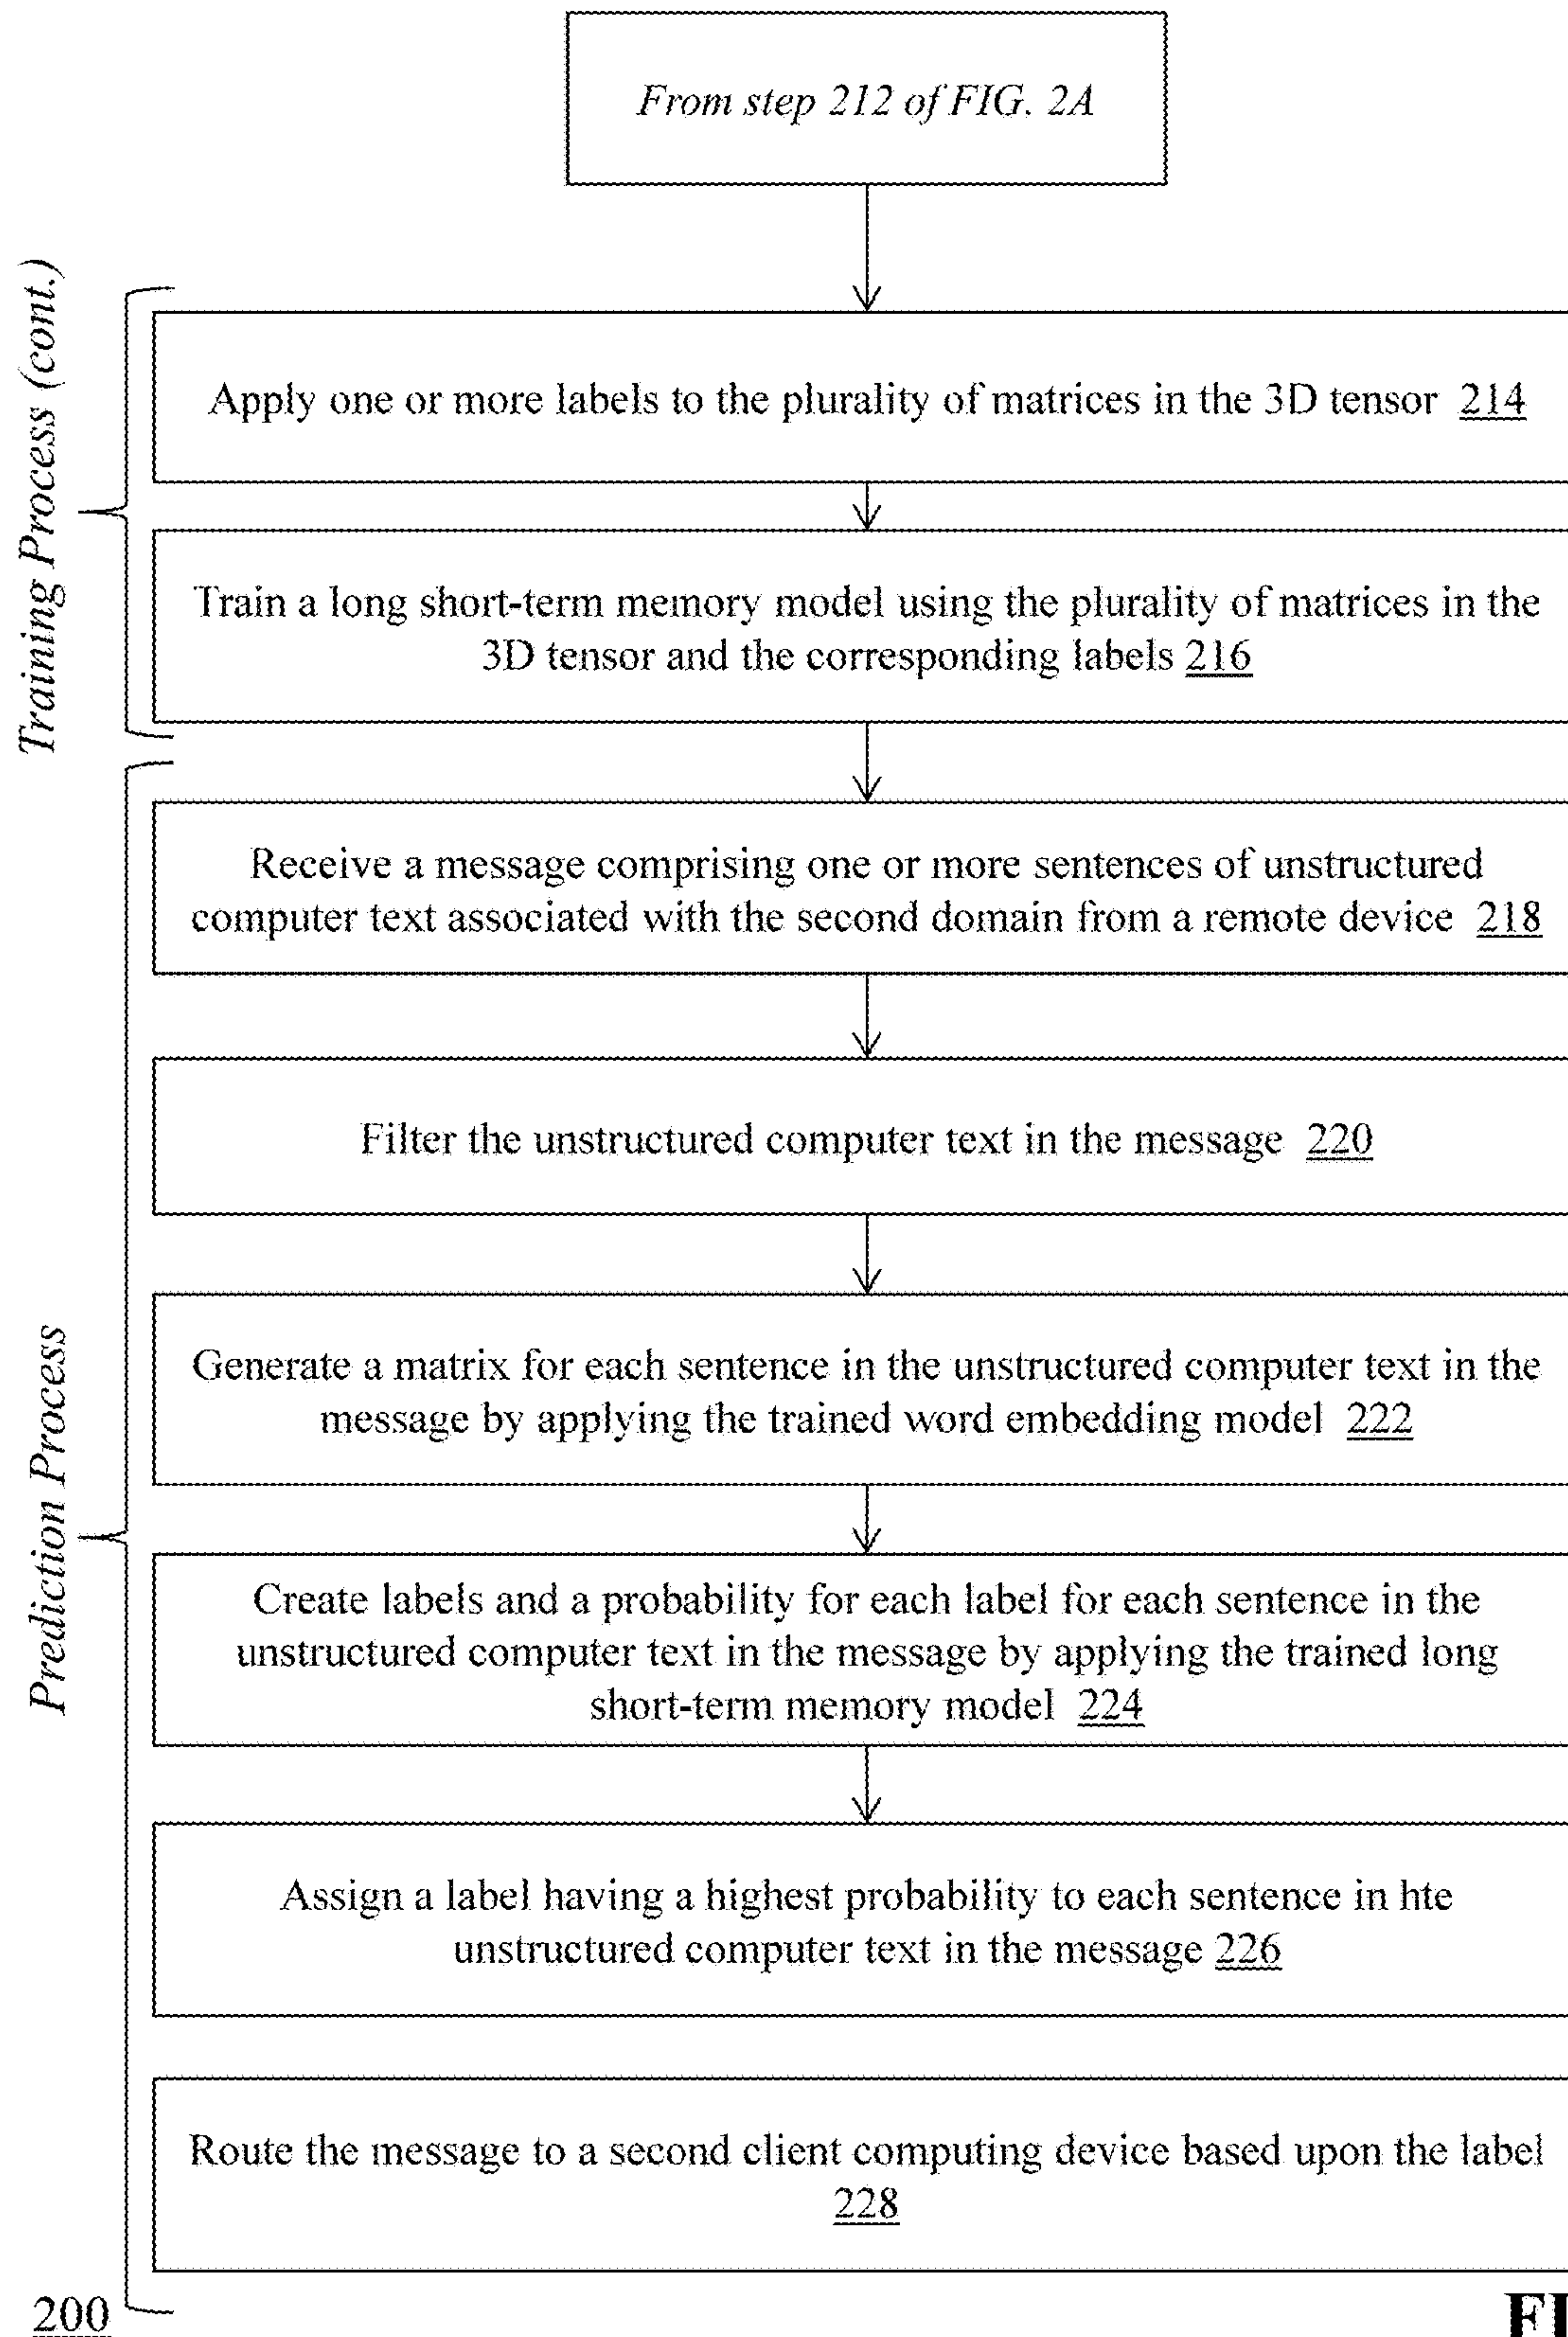 From step 212 of FIG. 2A
Training Process (cont.)
Apply one or more labels to the plurality of matrices in the 3D tensor 214
Train a long short-term memory model using the plurality of matrices in the
3D tensor and the corresponding labels 216
Prediction Process
Receive a message comprising one or more sentences of unstructured
computer text associated with the second domain from a remote device 218
Filter the unstructured computer text in the message 220
Generate a matrix for each sentence in the unstructured computer text in the
message by applying the trained word embedding model 222
Create labels and a probability for each label for each sentence in the
unstructured computer text in the message by applying the trained long
short-term memory model 224
Assign a label having a highest probability to each sentence in hte
unstructured computer text in the message 226
Route the message to a second client computing device based upon the label
228
200